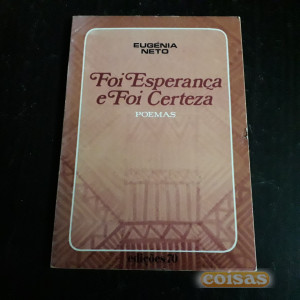 EUGÉNIA
NETO
Foi Esperança
e Foi Certeza
POEMAS
edições 70
coisas